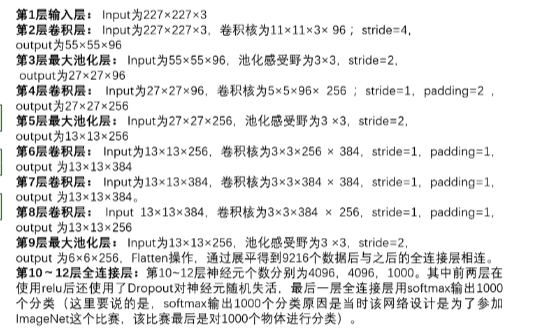 第1层输入层： Input为227×227×3
第2层卷积层： Input为227×227×3，卷积核为11×11×3× 96 ；stride=4，
output为55×55×96
第3层最大池化层： Input为55×55×96，池化感受野为3×3，stride=2，
output为27×27×96
第4层卷积层： Input为27×27×96，卷积核为5×5×96× 256 ；stride=1，padding=2 ，
output为27×27×256
第5层最大池化层： Input为27×27×256，池化感受野为3 ×3，stride=2，
output为13×13×256
第6层卷积层：Input为13×13×256，卷积核为3×3×256 × 384，stride=1，padding=1，
output 为13×13×384
第7层卷积层：Input为13×13×384，卷积核为3×3×384 × 384，stride=1，padding=1，
output 为13×13×384。
第8层卷积层： Input 13×13×384，卷积核为3×3×384 × 256，stride=1，padding=1，
output 为13×13×256
第9层最大池化层：Input为13×13×256，池化感受野为3 ×3，stride=2，
output 为6×6×256，Flatten操作，通过展平得到9216个数据后与之后的全连接层相连。
第10~12层全连接层：第10~12层神经元个数分别为4096，4096，1000。其中前两层在
使用relu后还使用了Dropout对神经元随机失活，最后一层全连接层用softmax输出1000
个分类（这里要说的是，softmax输出1000个分类原因是当时该网络设计是为了参加
ImageNet这个比赛，该比赛最后是对1000个物体进行分类）。